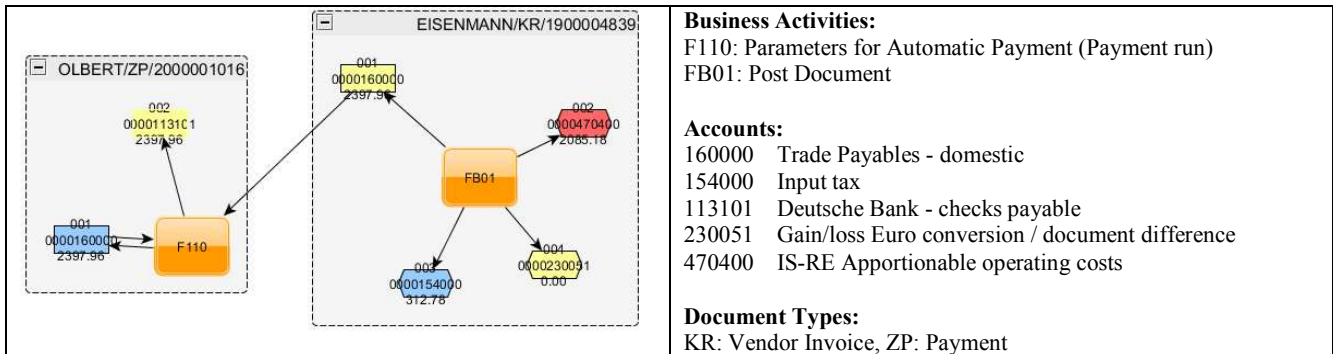 OLBERT/ZP/2000001016
002
0000113101
2397.96
001
0000160000
2397.96
F110
EISENMANN/KR/1900004839
001
0000160000
2397.96
002
0000470400
2085.18
FB01
003
0000154000
312.78
004
0000230051
0.00
Business Activities:
F110: Parameters for Automatic Payment (Payment run)
FB01: Post Document
Accounts:
160000 Trade Payables - domestic
154000 Input tax
113101 Deutsche Bank - checks payable
230051 Gain/loss Euro conversion / document difference
470400 IS-RE Apportionable operating costs
Document Types:
KR: Vendor Invoice, ZP: Payment